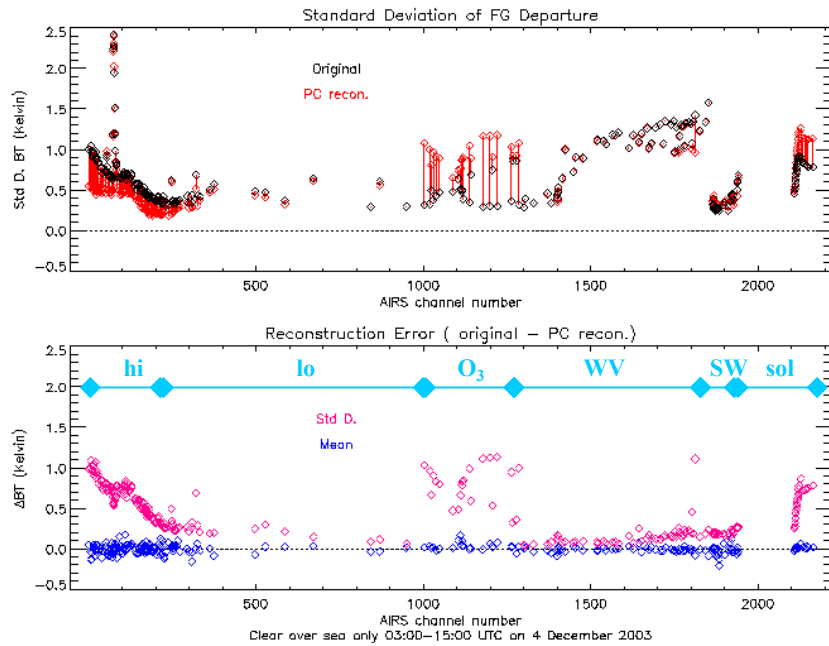 Standard Deviation of FG Departure
2.5
2.0
1.5
1.0
0.5
0.0
-0.5
Std D. BT (kelvin)
Original
PC recon.
500
1000
1500
2000
AIRS channel number
Reconstruction Error ( original - PC recon.)
2.5
2.0
1.5
1.0
0.5
0.0
-0.5
ΔBT (kelvin)
hi
lo
O₃
WV
SW
sol
Std D.
Mean
500
1000
1500
2000
AIRS channel number
Clear over sea only 03:00-15:00 UTC on 4 December 2003